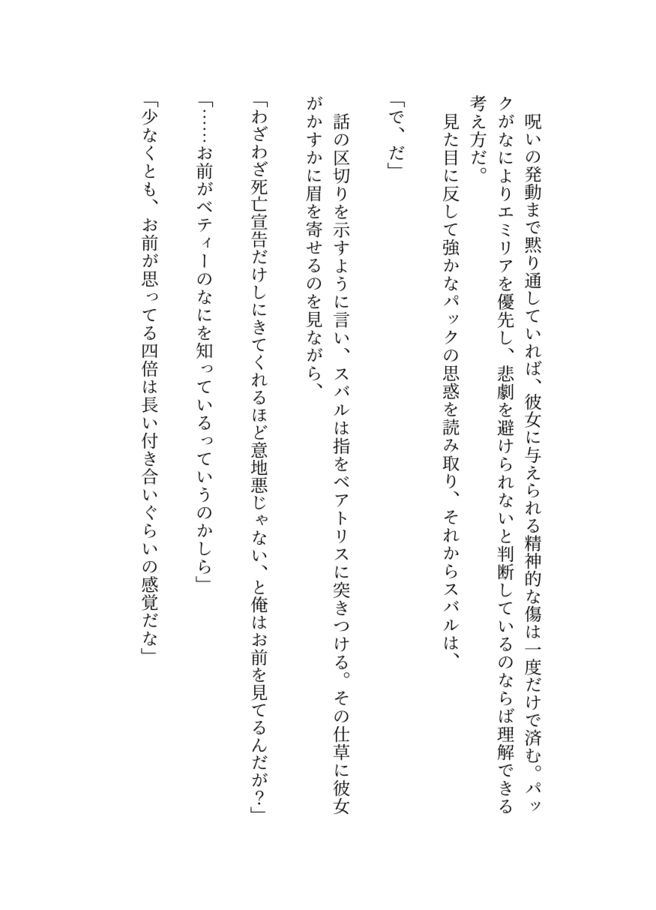 呪いの発動まで黙り通していれば、彼女に与えられる精神的な傷は一度だけで済む。パッ
クがなによりエミリアを優先し、悲劇を避けられないと判断しているのならば理解できる
考え方だ。
見た目に反して強かなパックの思惑を読み取り、それからスバルは、
「で、だ」
話の区切りを示すように言い、スバルは指をベアトリスに突きつける。その仕草に彼女
がかすかに眉を寄せるのを見ながら、
「わざわざ死亡宣告だけしにきてくれるほど意地悪じゃない、と俺はお前を見てるんだが？」
「……お前がベティーのなにを知っているっていうのかしら」
「少なくとも、お前が思ってる四倍は長い付き合いぐらいの感覚だな」